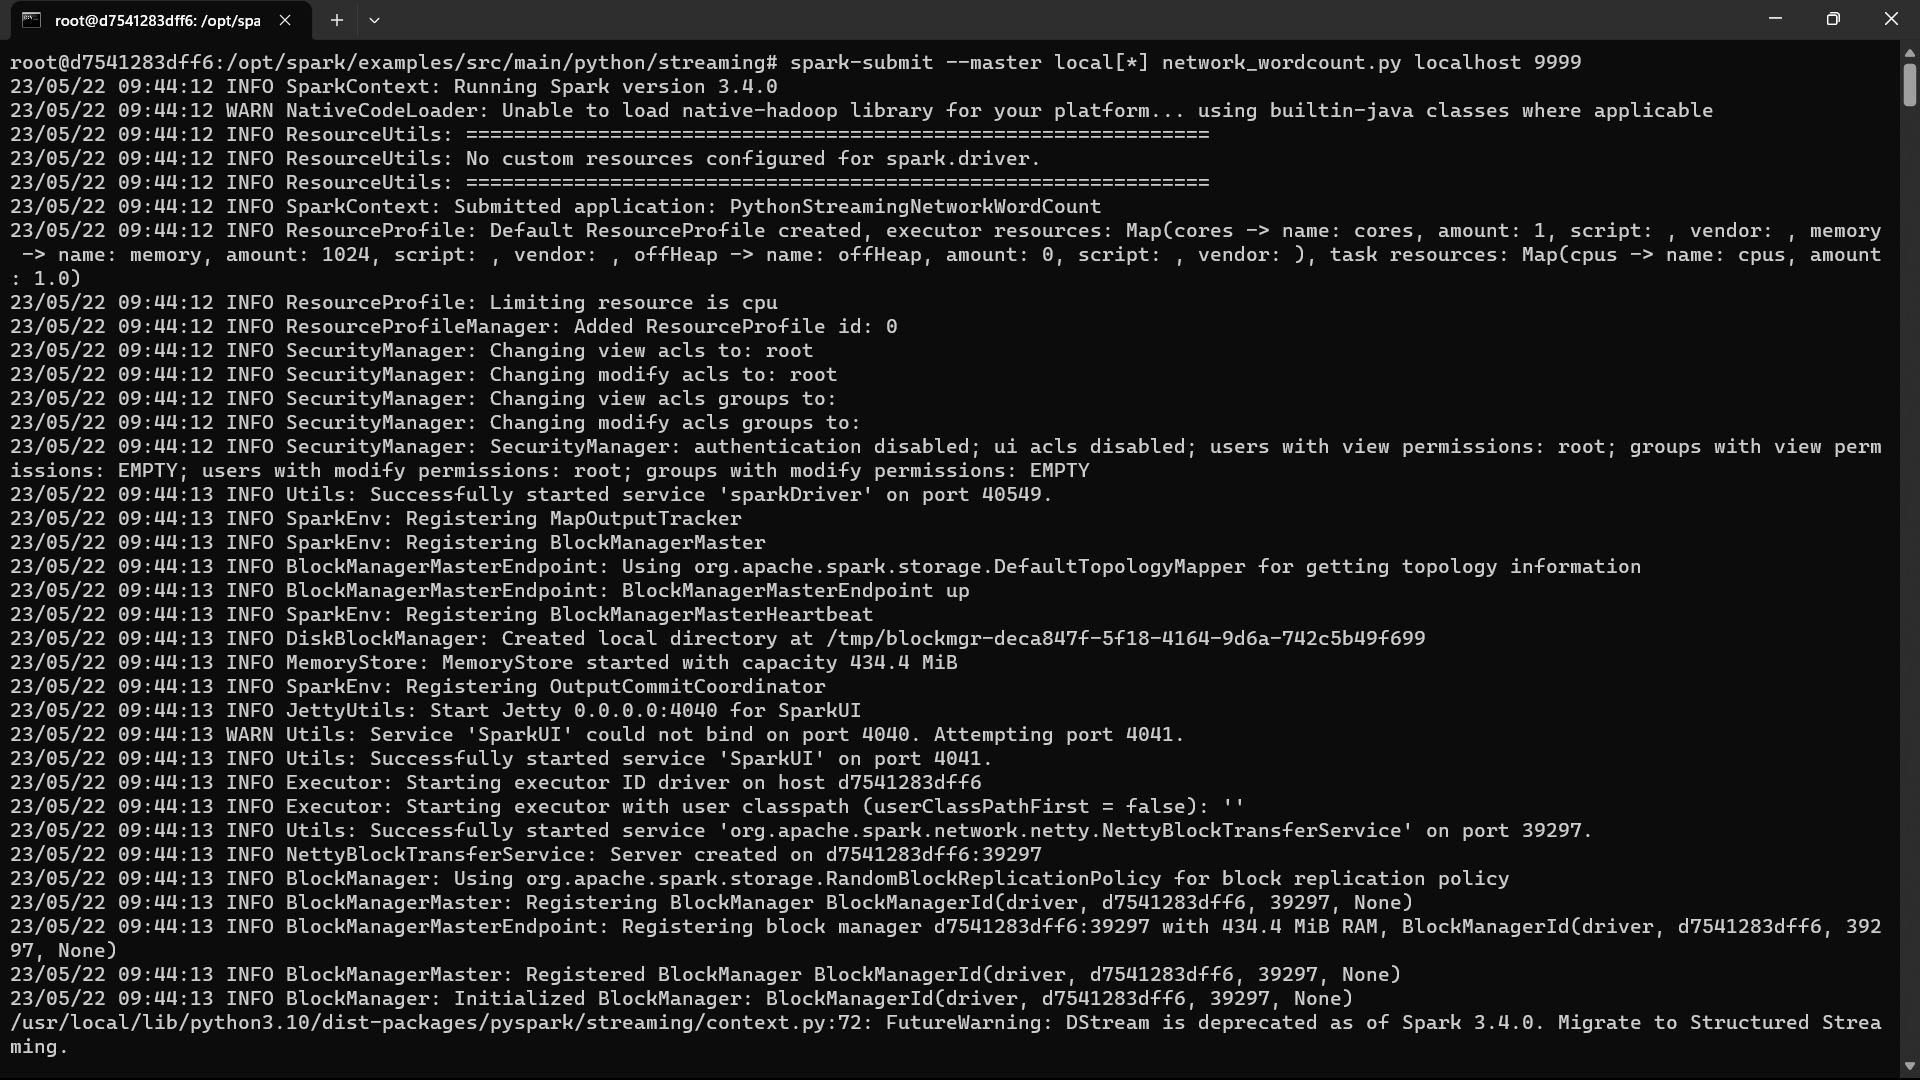 root@d7541283dff6: /opt/spa
root@d7541283dff6:/opt/spark/examples/src/main/python/streaming# spark-submit --master local[*] network_wordcount.py localhost 9999
23/05/22 09:44:12 INFO SparkContext: Running Spark version 3.4.0
23/05/22 09:44:12 WARN NativeCodeLoader: Unable to load native-hadoop library for your platform... using builtin-java classes where applicable
23/05/22 09:44:12 INFO ResourceUtils: ==============================================================
23/05/22 09:44:12 INFO ResourceUtils: No custom resources configured for spark.driver.
23/05/22 09:44:12 INFO ResourceUtils: ==============================================================
23/05/22 09:44:12 INFO SparkContext: Submitted application: PythonStreamingNetworkWordCount
23/05/22 09:44:12 INFO ResourceProfile: Default ResourceProfile created, executor resources: Map(cores -> name: cores, amount: 1, script: , vendor: , memory
 -> name: memory, amount: 1024, script: , vendor: , offHeap -> name: offHeap, amount: 0, script: , vendor: ), task resources: Map(cpus -> name: cpus, amount
: 1.0)
23/05/22 09:44:12 INFO ResourceProfile: Limiting resource is cpu
23/05/22 09:44:12 INFO ResourceProfileManager: Added ResourceProfile id: 0
23/05/22 09:44:12 INFO SecurityManager: Changing view acls to: root
23/05/22 09:44:12 INFO SecurityManager: Changing modify acls to: root
23/05/22 09:44:12 INFO SecurityManager: Changing view acls groups to:
23/05/22 09:44:12 INFO SecurityManager: Changing modify acls groups to:
23/05/22 09:44:12 INFO SecurityManager: SecurityManager: authentication disabled; ui acls disabled; users with view permissions: root; groups with view perm
issions: EMPTY; users with modify permissions: root; groups with modify permissions: EMPTY
23/05/22 09:44:13 INFO Utils: Successfully started service 'sparkDriver' on port 40549.
23/05/22 09:44:13 INFO SparkEnv: Registering MapOutputTracker
23/05/22 09:44:13 INFO SparkEnv: Registering BlockManagerMaster
23/05/22 09:44:13 INFO BlockManagerMasterEndpoint: Using org.apache.spark.storage.DefaultTopologyMapper for getting topology information
23/05/22 09:44:13 INFO BlockManagerMasterEndpoint: BlockManagerMasterEndpoint up
23/05/22 09:44:13 INFO SparkEnv: Registering BlockManagerMasterHeartbeat
23/05/22 09:44:13 INFO DiskBlockManager: Created local directory at /tmp/blockmgr-deca847f-5f18-4164-9d6a-742c5b49f699
23/05/22 09:44:13 INFO MemoryStore: MemoryStore started with capacity 434.4 MiB
23/05/22 09:44:13 INFO SparkEnv: Registering OutputCommitCoordinator
23/05/22 09:44:13 INFO JettyUtils: Start Jetty 0.0.0.0:4040 for SparkUI
23/05/22 09:44:13 WARN Utils: Service 'SparkUI' could not bind on port 4040. Attempting port 4041.
23/05/22 09:44:13 INFO Utils: Successfully started service 'SparkUI' on port 4041.
23/05/22 09:44:13 INFO Executor: Starting executor ID driver on host d7541283dff6
23/05/22 09:44:13 INFO Executor: Starting executor with user classpath (userClassPathFirst = false): ''
23/05/22 09:44:13 INFO Utils: Successfully started service 'org.apache.spark.network.netty.NettyBlockTransferService' on port 39297.
23/05/22 09:44:13 INFO NettyBlockTransferService: Server created on d7541283dff6:39297
23/05/22 09:44:13 INFO BlockManager: Using org.apache.spark.storage.RandomBlockReplicationPolicy for block replication policy
23/05/22 09:44:13 INFO BlockManagerMaster: Registering BlockManager BlockManagerId(driver, d7541283dff6, 39297, None)
23/05/22 09:44:13 INFO BlockManagerMasterEndpoint: Registering block manager d7541283dff6:39297 with 434.4 MiB RAM, BlockManagerId(driver, d7541283dff6, 392
97, None)
23/05/22 09:44:13 INFO BlockManagerMaster: Registered BlockManager BlockManagerId(driver, d7541283dff6, 39297, None)
23/05/22 09:44:13 INFO BlockManager: Initialized BlockManager: BlockManagerId(driver, d7541283dff6, 39297, None)
/usr/local/lib/python3.10/dist-packages/pyspark/streaming/context.py:72: FutureWarning: DStream is deprecated as of Spark 3.4.0. Migrate to Structured Strea
ming.